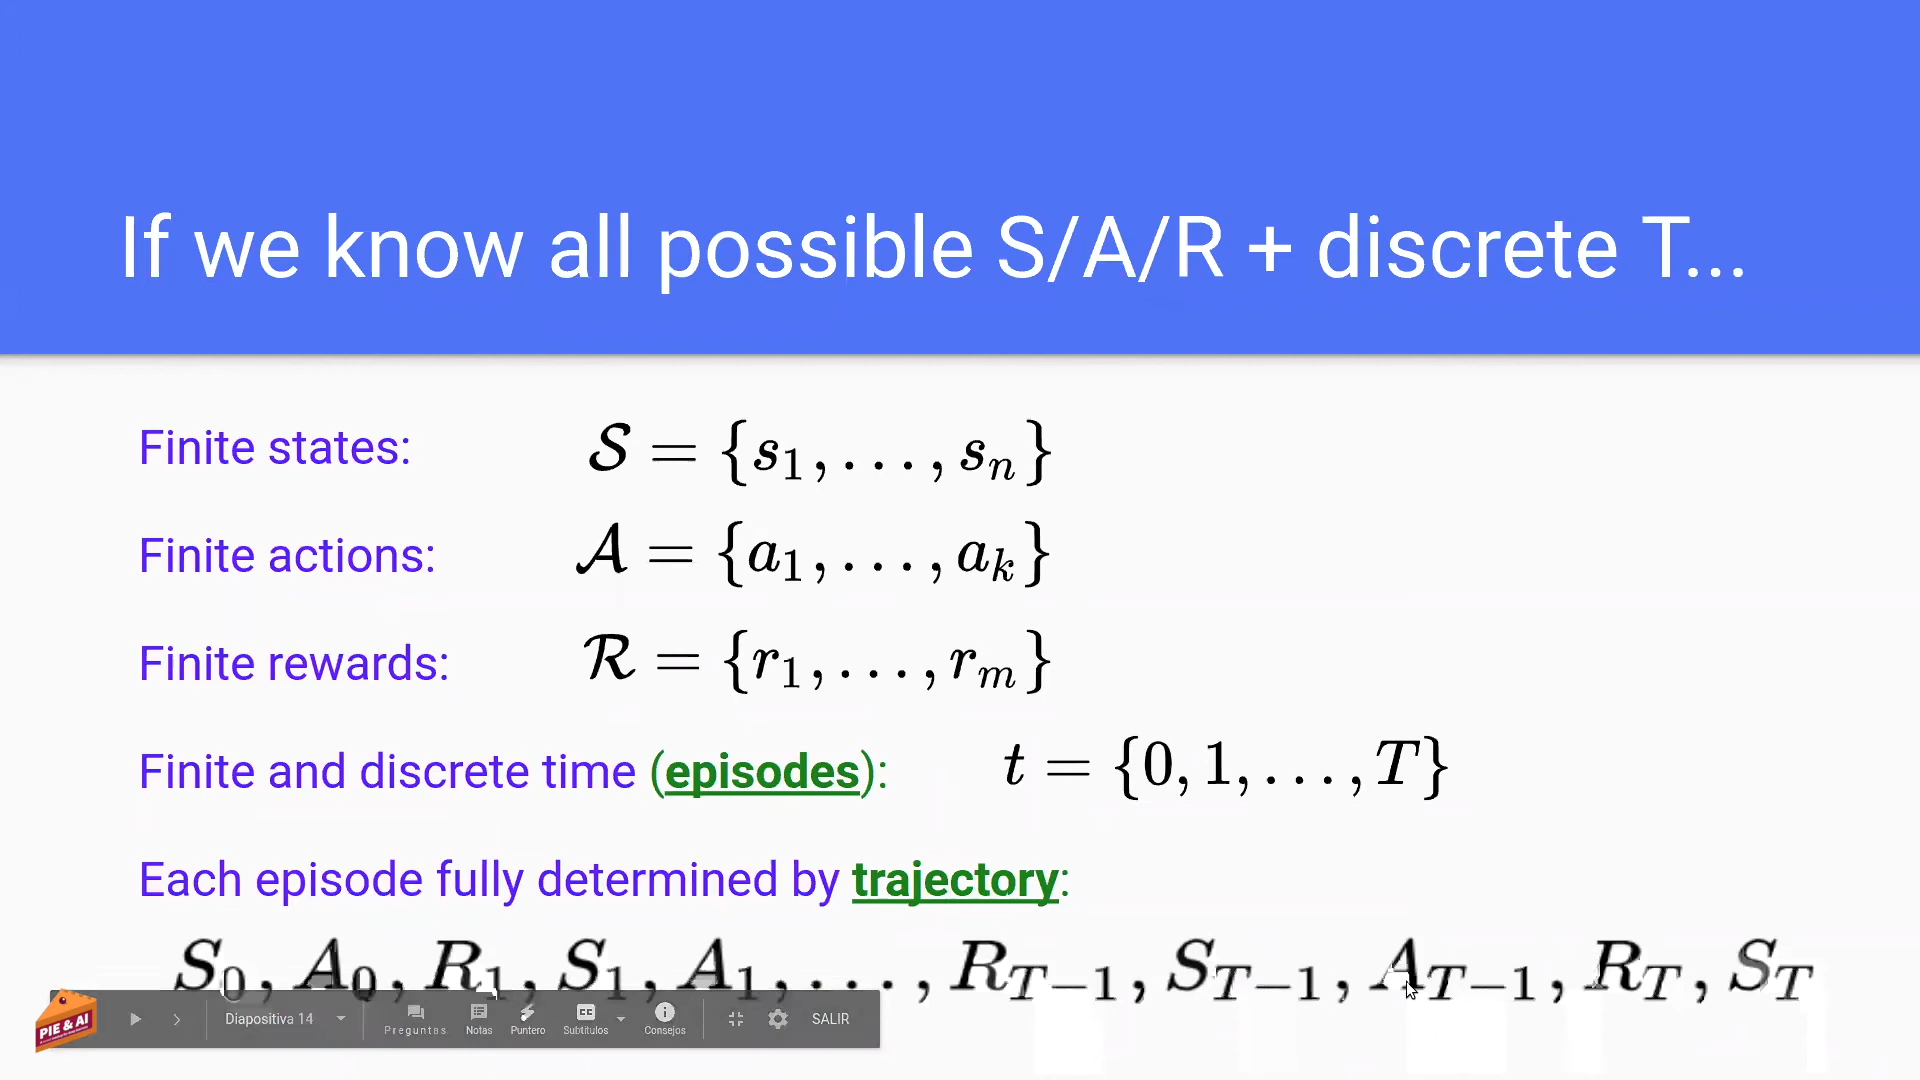 If we know all possible S/A/R + discrete T...
Finite states: 𝒮 = {s₁, . . . , sₙ}
Finite actions: 𝒜 = {a₁, . . . , aₖ}
Finite rewards: ℛ = {r₁, . . . , rₘ}
Finite and discrete time (episodes): t = {0, 1, . . . , T}
Each episode fully determined by trajectory:
S₀, A₀, R₁, S₁, A₁, . . . , R_{T−1}, S_{T−1}, A_{T−1}, R_T, S_T
PIE & AI
Diapositiva 14
Preguntas
Notas
Puntero
CC
Subtítulos
Consejos
SALIR